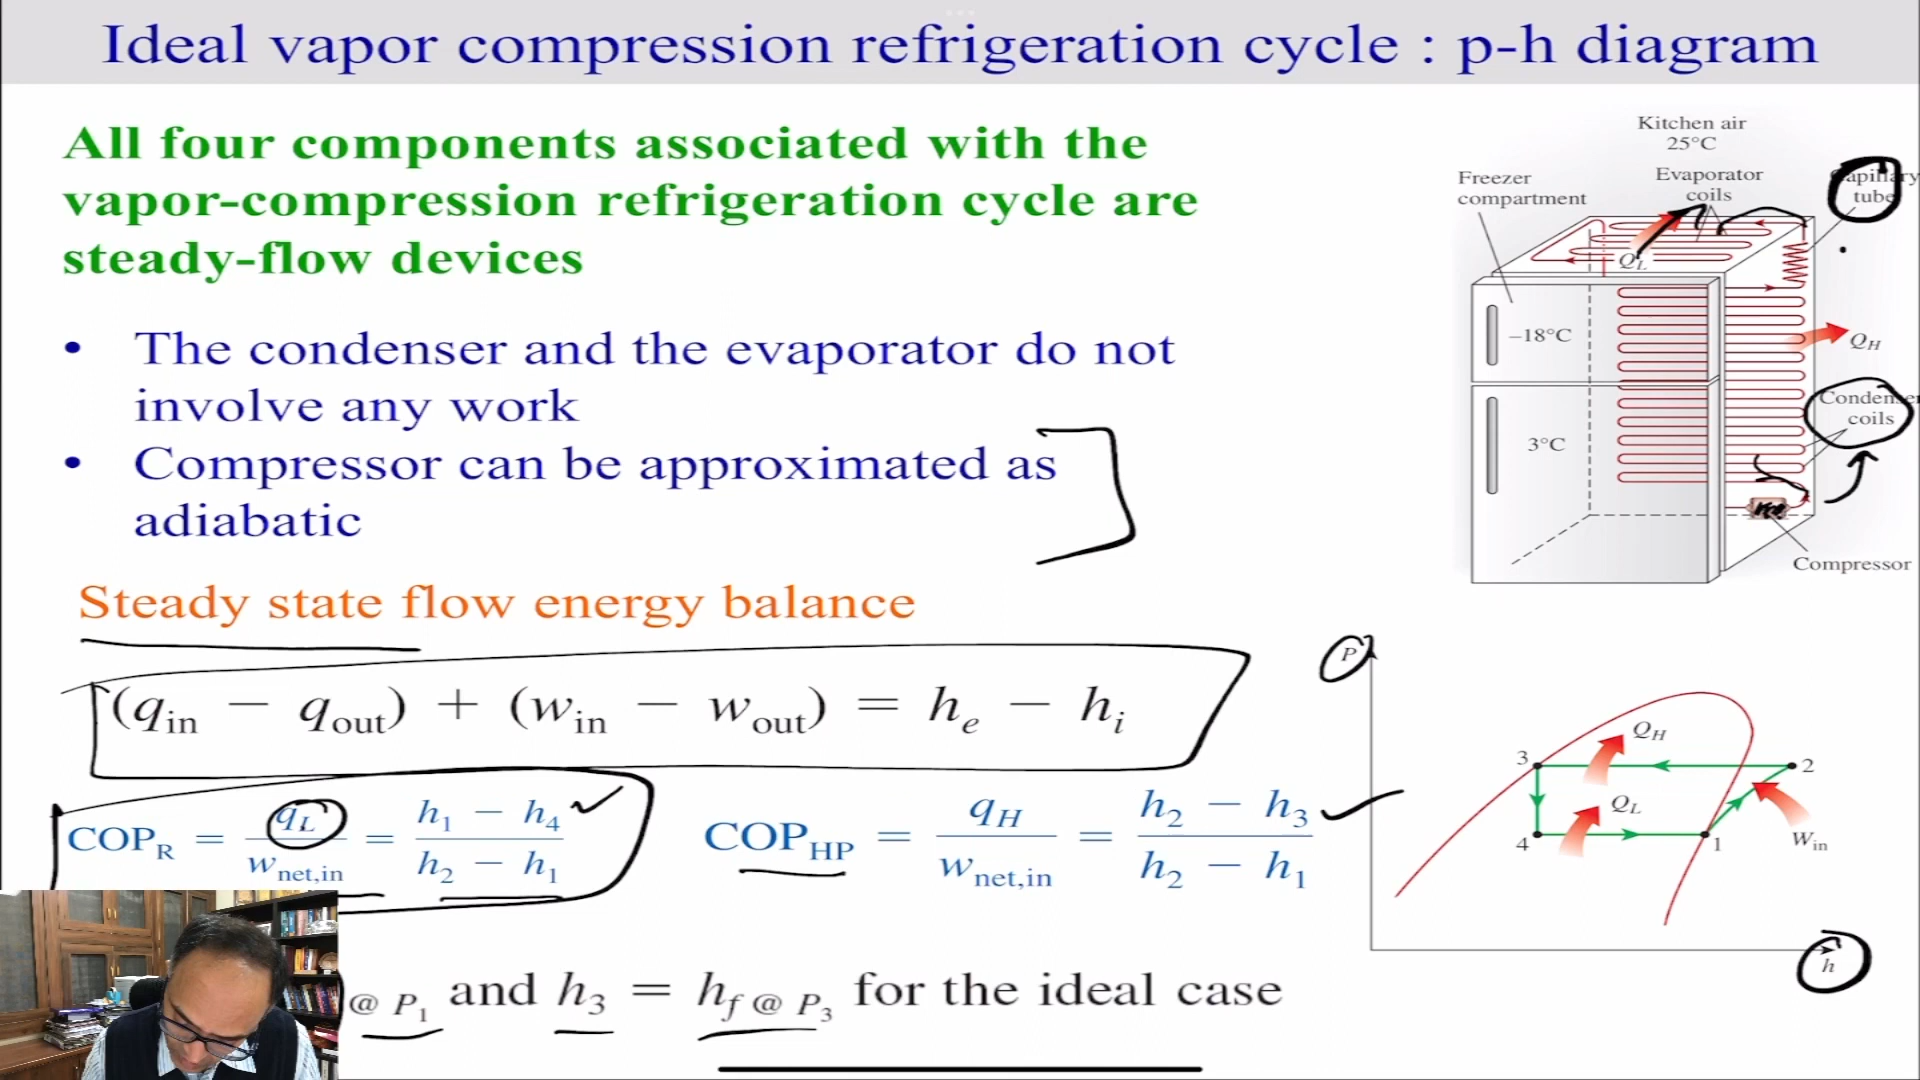 Ideal vapor compression refrigeration cycle : p-h diagram
All four components associated with the
vapor-compression refrigeration cycle are
steady-flow devices
• The condenser and the evaporator do not
involve any work
• Compressor can be approximated as
adiabatic
Steady state flow energy balance
(q_in − q_out) + (w_in − w_out) = h_e − h_i
COP_R = q_L / w_net,in = (h_1 − h_4) / (h_2 − h_1)
COP_HP = q_H / w_net,in = (h_2 − h_3) / (h_2 − h_1)
@ P_1 and h_3 = h_f @ P_3 for the ideal case
Kitchen air
25°C
Freezer
compartment
Evaporator
coils
Capillary
tube
Q_L
−18°C
Q_H
Condenser
coils
3°C
Compressor
P
Q_H
3
2
Q_L
4
1
W_in
h